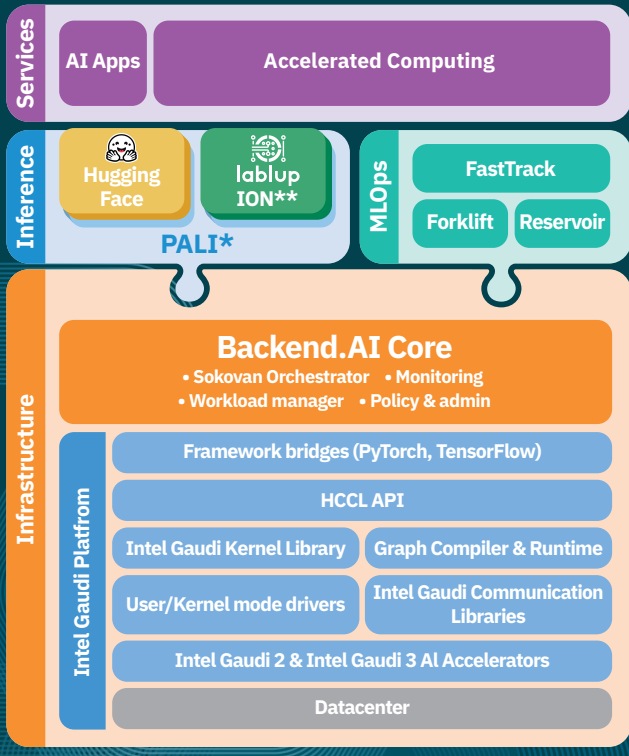 Services
AI Apps
Accelerated Computing
Inference
Hugging
Face
lablup
ION**
PALI*
MLOps
FastTrack
Forklift
Reservoir
Infrastructure
Backend.AI Core
• Sokovan Orchestrator • Monitoring
• Workload manager • Policy & admin
Intel Gaudi Platfrom
Framework bridges (PyTorch, TensorFlow)
HCCL API
Intel Gaudi Kernel Library
Graph Compiler & Runtime
User/Kernel mode drivers
Intel Gaudi Communication
Libraries
Intel Gaudi 2 & Intel Gaudi 3 Al Accelerators
Datacenter